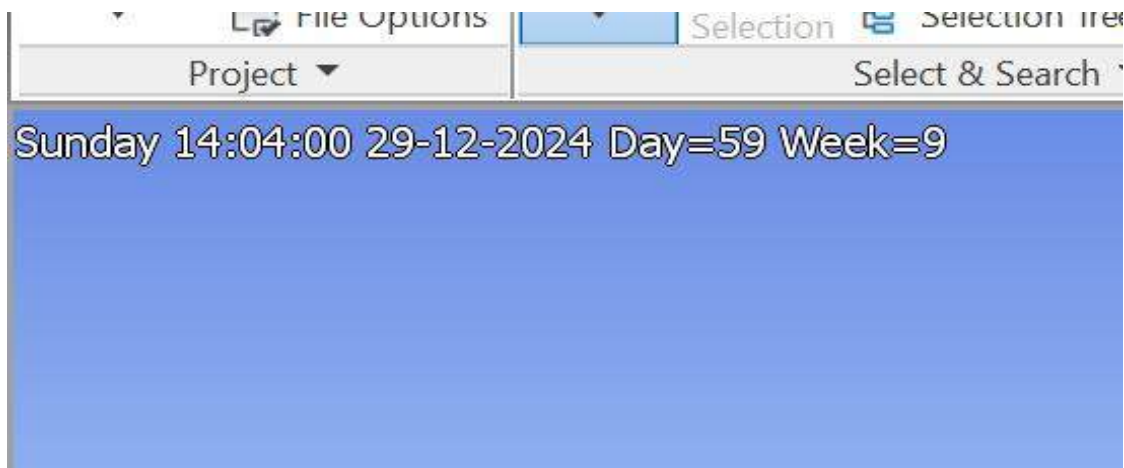 File Options
Selection
Selection Tree
Project
Select & Search
Sunday 14:04:00 29-12-2024 Day=59 Week=9